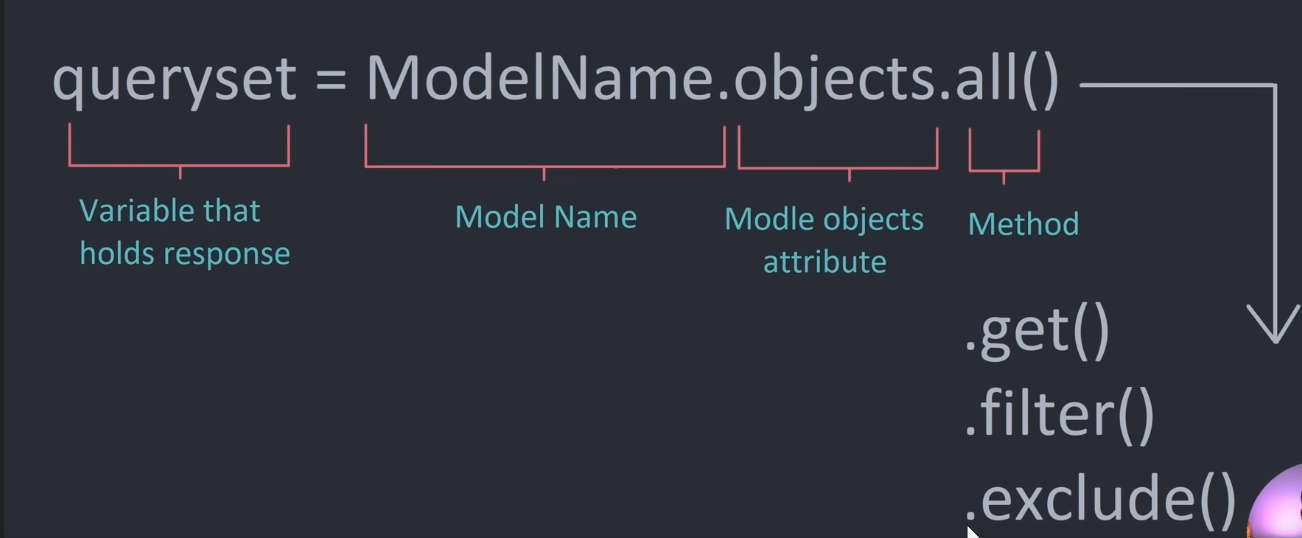 queryset = ModelName.objects.all()
Variable that
holds response
Model Name
Modle objects
attribute
Method
.get()
.filter()
.exclude()